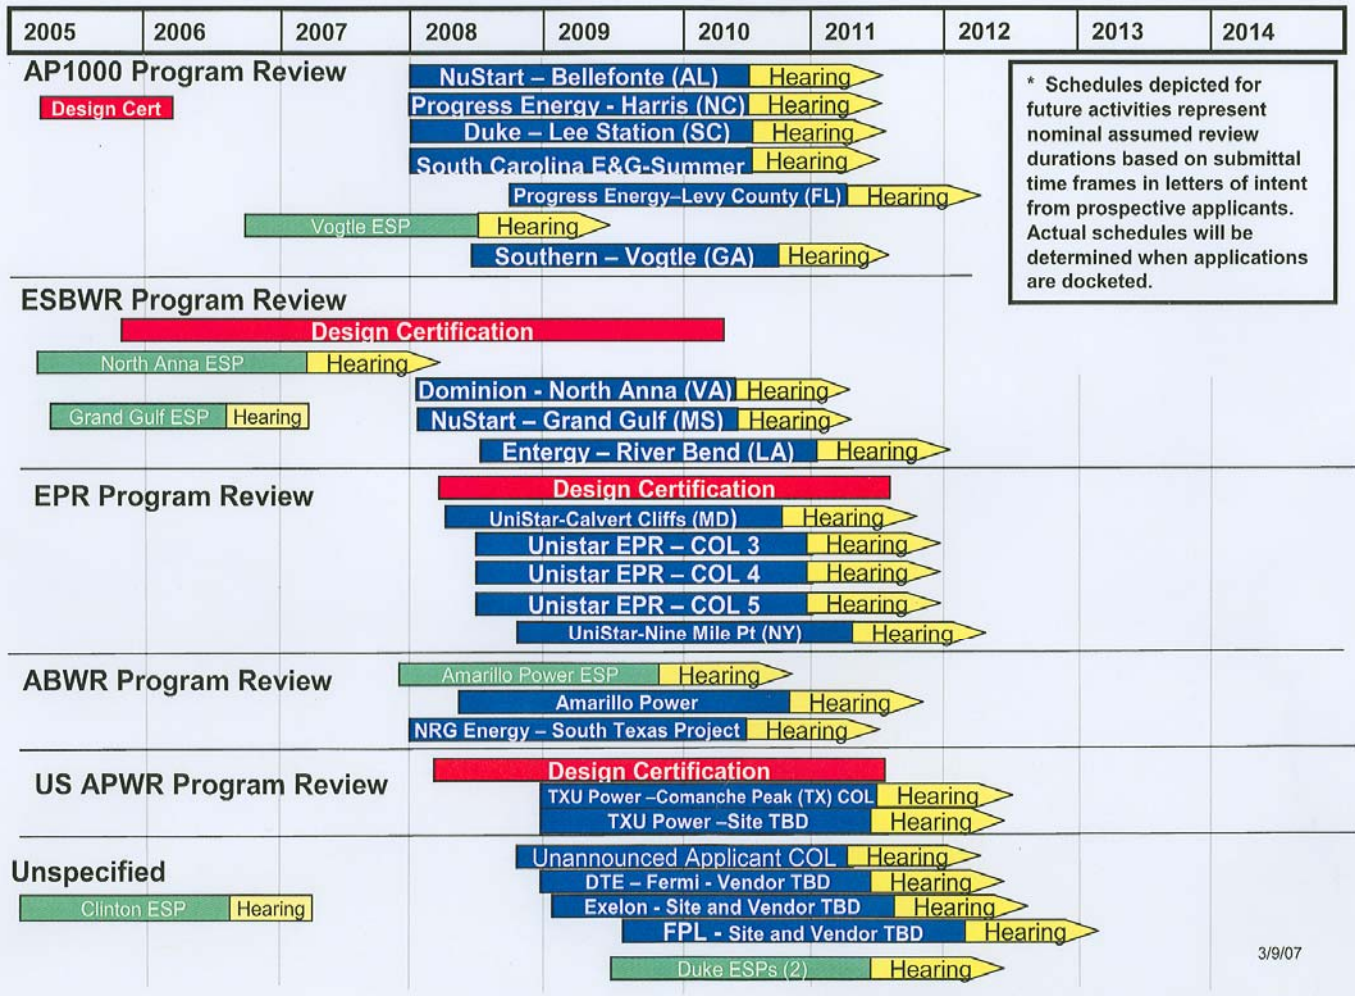 2005 2006 2007 2008 2009 2010 2011 2012 2013 2014
AP1000 Program Review
NuStart – Bellefonte (AL) Hearing
Design Cert
Progress Energy - Harris (NC) Hearing
Duke – Lee Station (SC) Hearing
South Carolina E&G-Summer Hearing
Progress Energy–Levy County (FL) Hearing
Vogtle ESP Hearing
Southern – Vogtle (GA) Hearing
* Schedules depicted for
future activities represent
nominal assumed review
durations based on submittal
time frames in letters of intent
from prospective applicants.
Actual schedules will be
determined when applications
are docketed.
ESBWR Program Review
Design Certification
North Anna ESP Hearing
Dominion - North Anna (VA) Hearing
Grand Gulf ESP Hearing
NuStart – Grand Gulf (MS) Hearing
Entergy – River Bend (LA) Hearing
EPR Program Review
Design Certification
UniStar-Calvert Cliffs (MD) Hearing
Unistar EPR – COL 3 Hearing
Unistar EPR – COL 4 Hearing
Unistar EPR – COL 5 Hearing
UniStar-Nine Mile Pt (NY) Hearing
ABWR Program Review
Amarillo Power ESP Hearing
Amarillo Power Hearing
NRG Energy – South Texas Project Hearing
US APWR Program Review
Design Certification
TXU Power –Comanche Peak (TX) COL Hearing
TXU Power –Site TBD Hearing
Unspecified
Unannounced Applicant COL Hearing
DTE – Fermi - Vendor TBD Hearing
Clinton ESP Hearing
Exelon - Site and Vendor TBD Hearing
FPL - Site and Vendor TBD Hearing
Duke ESPs (2) Hearing
3/9/07